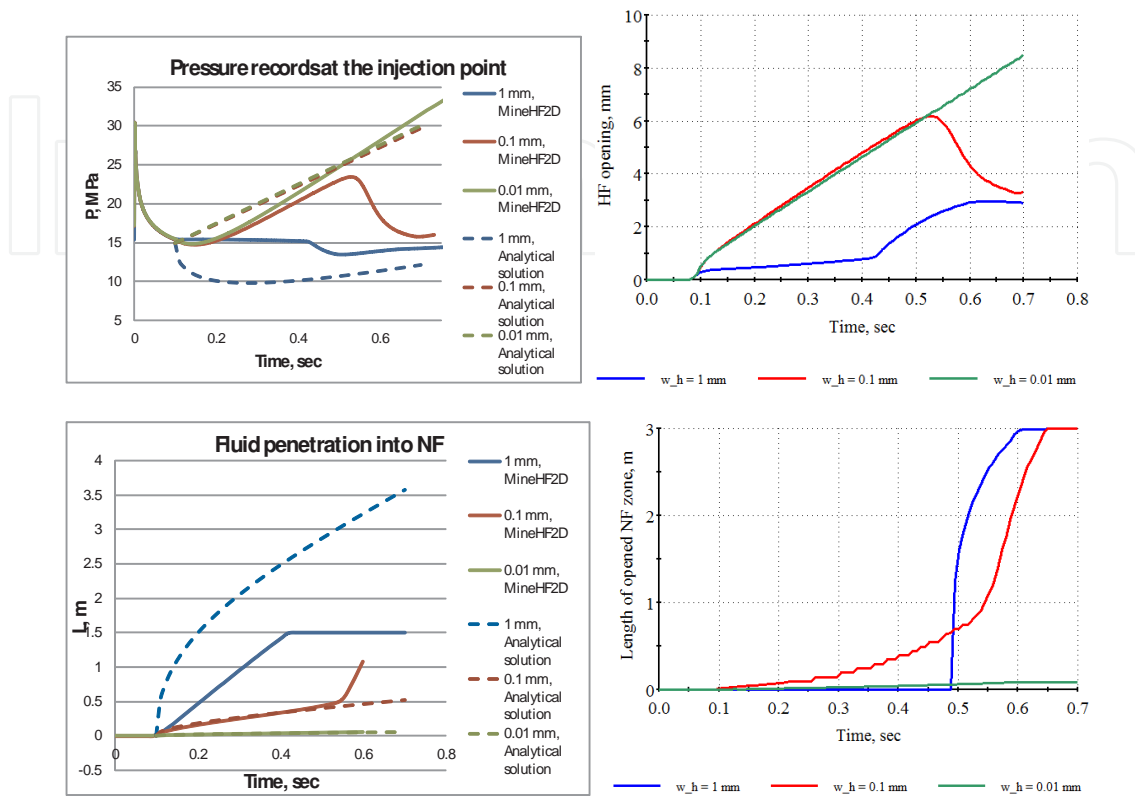 Pressure recordsat the injection point
35
30
25
20
15
10
5
P, MPa
0
0.2
0.4
0.6
Time, sec
1 mm,
MineHF2D
0.1 mm,
MineHF2D
0.01 mm,
MineHF2D
1 mm,
Analytical
solution
0.1 mm,
Analytical
solution
0.01 mm,
Analytical
solution
10
8
6
4
2
0
HF opening, mm
0.0
0.1
0.2
0.3
0.4
0.5
0.6
0.7
0.8
Time, sec
w_h = 1 mm
w_h = 0.1 mm
w_h = 0.01 mm
Fluid penetration into NF
4
3.5
3
2.5
2
1.5
1
0.5
0
-0.5
L, m
0
0.2
0.4
0.6
0.8
Time, sec
1 mm,
MineHF2D
0.1 mm,
MineHF2D
0.01 mm,
MineHF2D
1 mm,
Analytical
solution
0.1 mm,
Analytical
solution
0.01 mm,
Analytical
solution
3
2
1
0
Length of opened NF zone, m
0.0
0.1
0.2
0.3
0.4
0.5
0.6
0.7
Time, sec
w_h = 1 mm
w_h = 0.1 mm
w_h = 0.01 mm